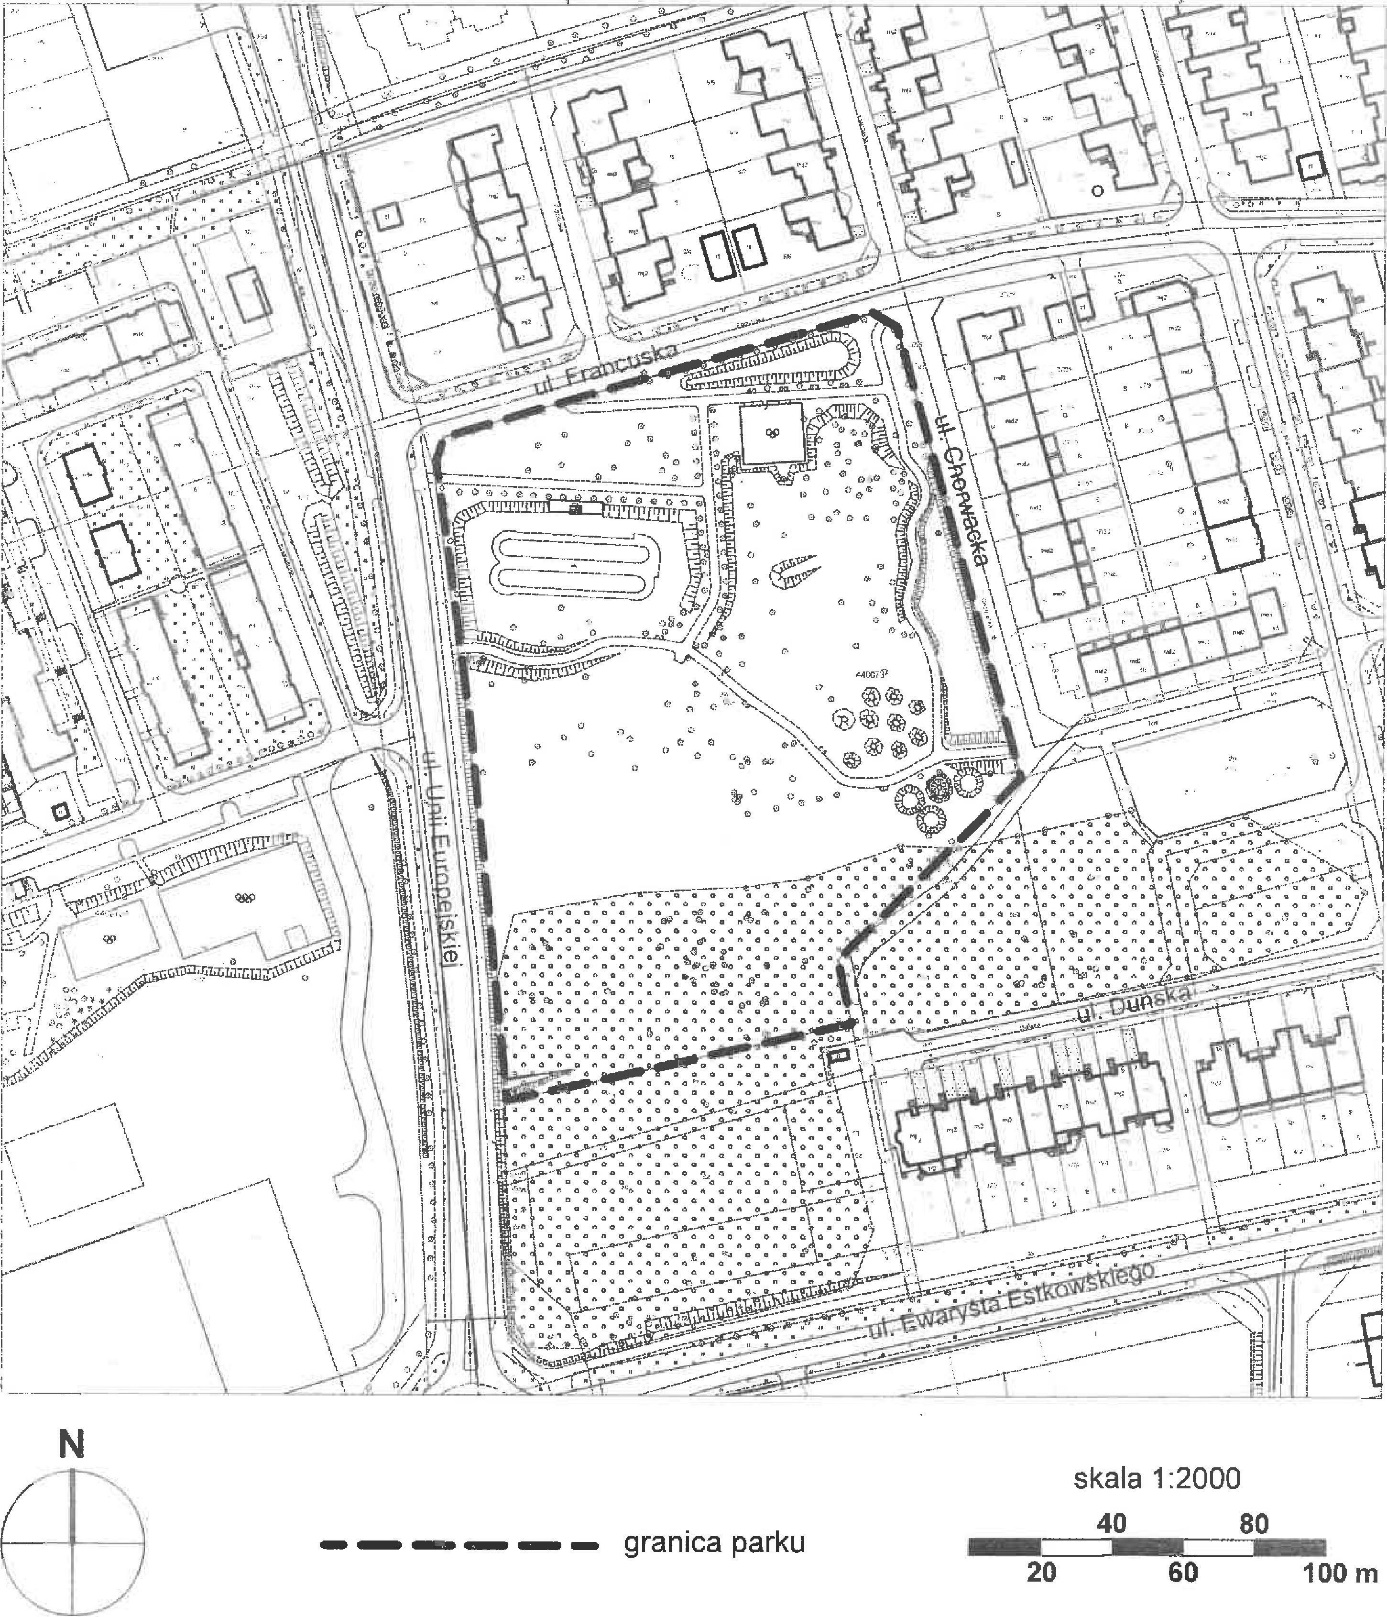 ul. Francuska
ul. Chorwacka
ul. Unii Europejskiej
ul. Duńska
ul. Ewarysta Estkowskiego
N
granica parku
skala 1:2000
40 80
20 60 100 m